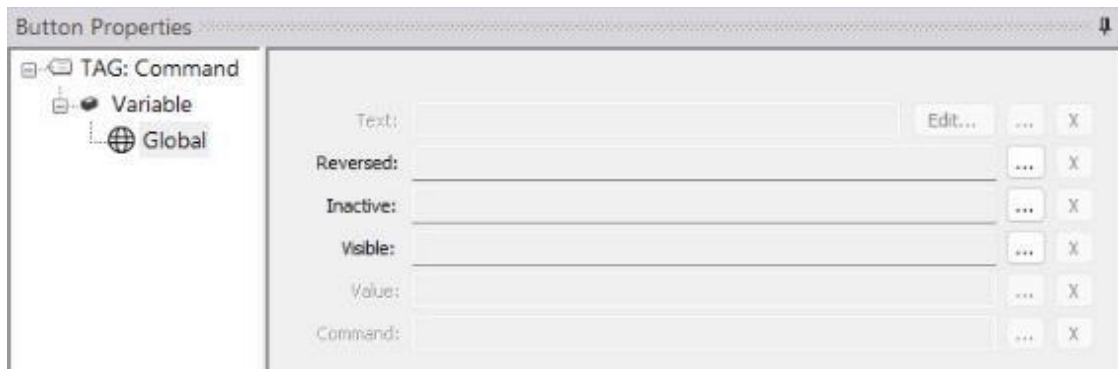 Button Properties
TAG: Command
Variable
Global
Text: Edit... ... X
Reversed: ... X
Inactive: ... X
Visible: ... X
Value: ... X
Command: ... X